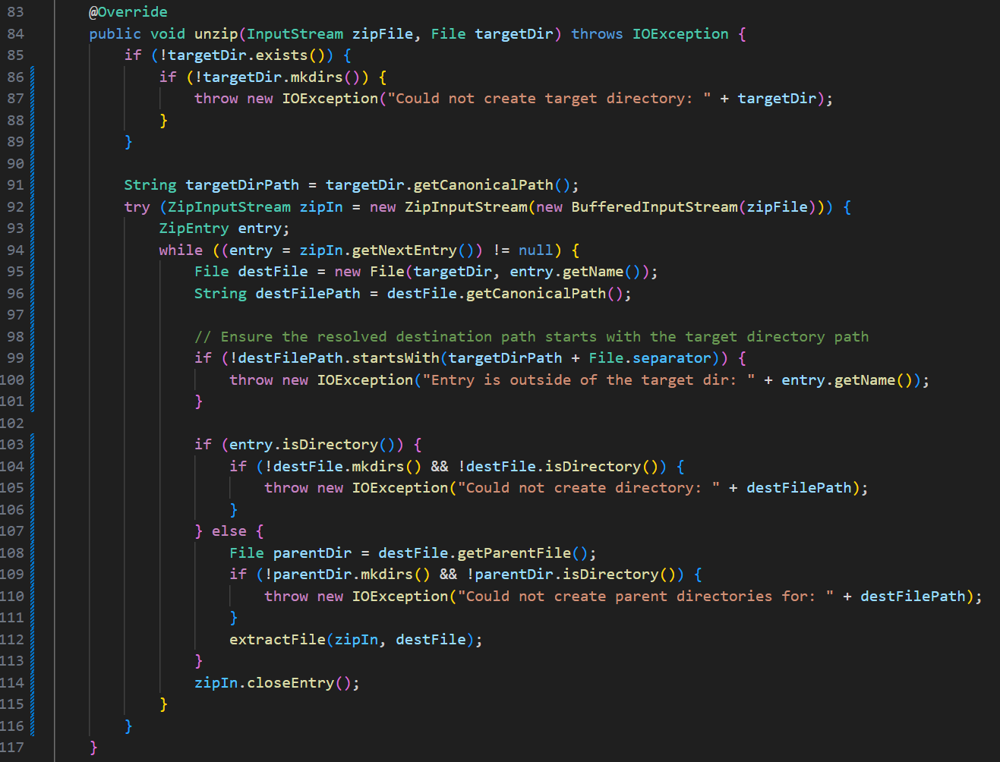 83 @Override
84 public void unzip(InputStream zipFile, File targetDir) throws IOException {
85 if (!targetDir.exists()) {
86 if (!targetDir.mkdirs()) {
87 throw new IOException("Could not create target directory: " + targetDir);
88 }
89 }
90
91 String targetDirPath = targetDir.getCanonicalPath();
92 try (ZipInputStream zipIn = new ZipInputStream(new BufferedInputStream(zipFile))) {
93 ZipEntry entry;
94 while ((entry = zipIn.getNextEntry()) != null) {
95 File destFile = new File(targetDir, entry.getName());
96 String destFilePath = destFile.getCanonicalPath();
97
98 // Ensure the resolved destination path starts with the target directory path
99 if (!destFilePath.startsWith(targetDirPath + File.separator)) {
100 throw new IOException("Entry is outside of the target dir: " + entry.getName());
101 }
102
103 if (entry.isDirectory()) {
104 if (!destFile.mkdirs() && !destFile.isDirectory()) {
105 throw new IOException("Could not create directory: " + destFilePath);
106 }
107 } else {
108 File parentDir = destFile.getParentFile();
109 if (!parentDir.mkdirs() && !parentDir.isDirectory()) {
110 throw new IOException("Could not create parent directories for: " + destFilePath);
111 }
112 extractFile(zipIn, destFile);
113 }
114 zipIn.closeEntry();
115 }
116 }
117 }